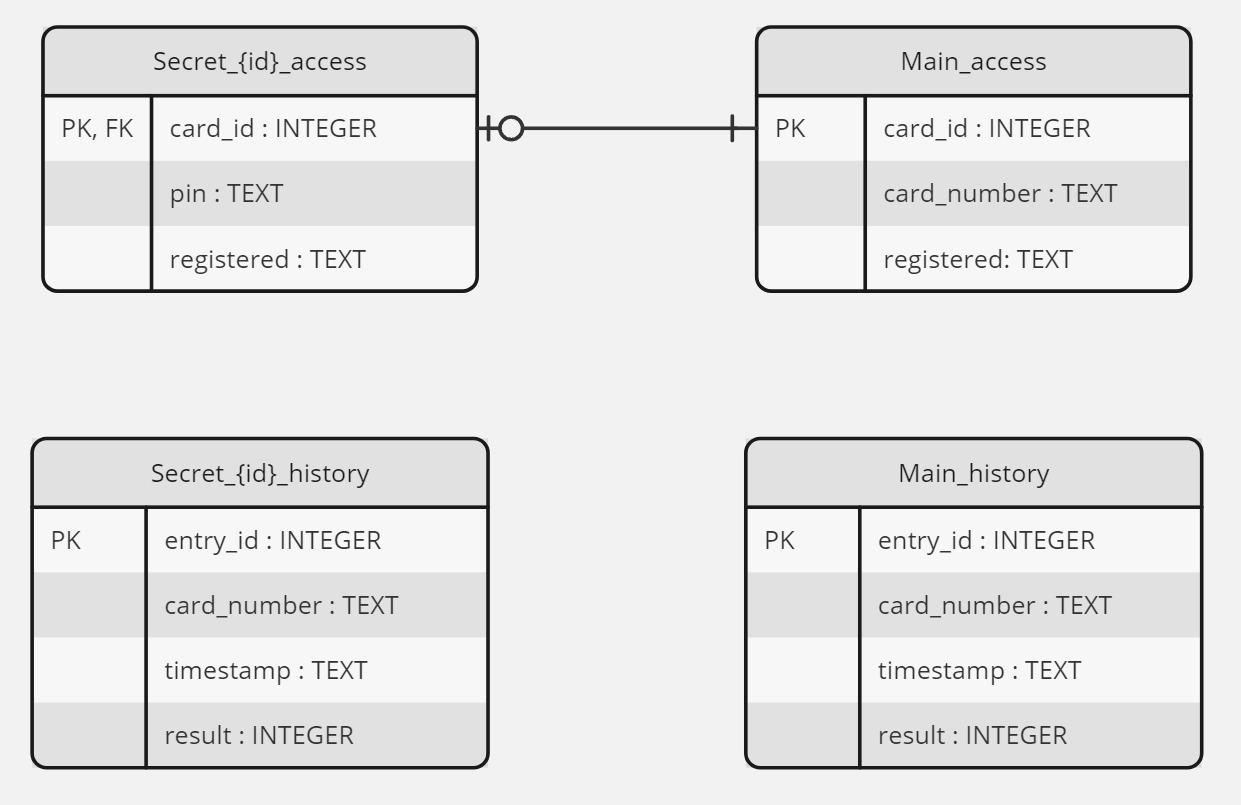 Secret_{id}_access
PK, FK card_id : INTEGER
pin : TEXT
registered : TEXT
Main_access
PK card_id : INTEGER
card_number : TEXT
registered: TEXT
Secret_{id}_history
PK entry_id : INTEGER
card_number : TEXT
timestamp : TEXT
result : INTEGER
Main_history
PK entry_id : INTEGER
card_number : TEXT
timestamp : TEXT
result : INTEGER